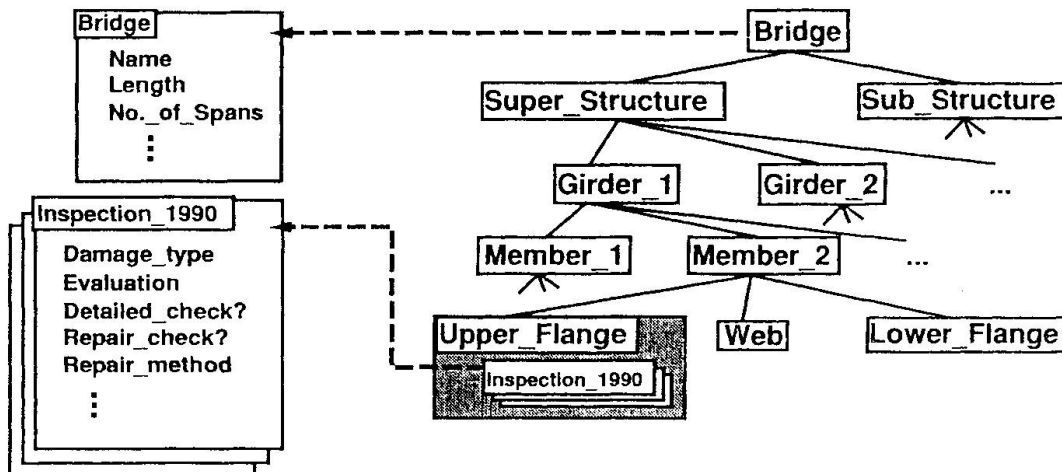 Bridge
Name
Length
No._of_Spans
Bridge
Super_Structure
Sub_Structure
Girder_1
Girder_2
...
Member_1
Member_2
...
Upper_Flange
Inspection_1990
Web
Lower_Flange
Inspection_1990
Damage_type
Evaluation
Detailed_check?
Repair_check?
Repair_method